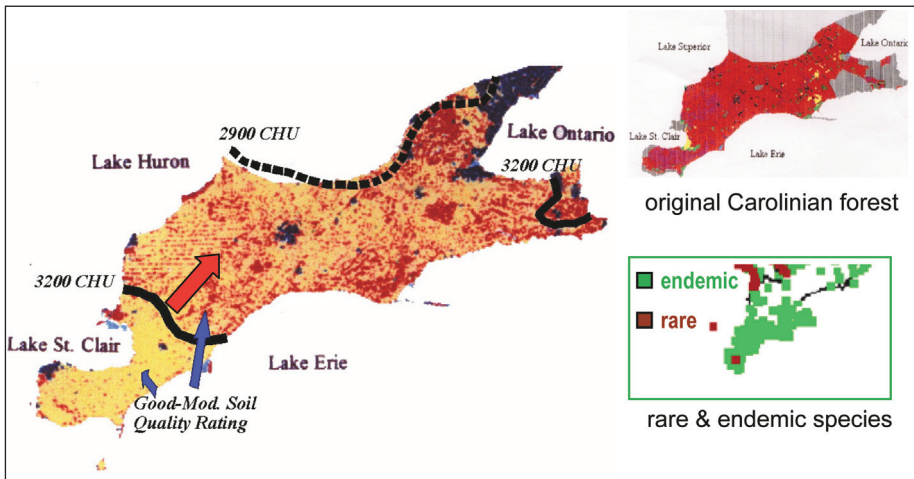 2900 CHU
Lake Huron
Lake Ontario
3200 CHU
3200 CHU
Lake St. Clair
Lake Erie
Good-Mod. Soil
Quality Rating
Lake Superior
Lake Ontario
Lake St. Clair
Lake Erie
original Carolinian forest
endemic
rare
rare & endemic species